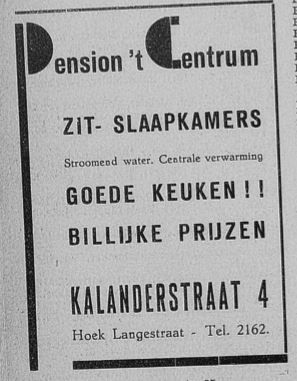 Pension 't Centrum
ZIT- SLAAPKAMERS
Stroomend water. Centrale verwarming
GOEDE KEUKEN ! !
BILLIJKE PRIJZEN
KALANDERSTRAAT 4
Hoek Langestraat - Tel. 2162.